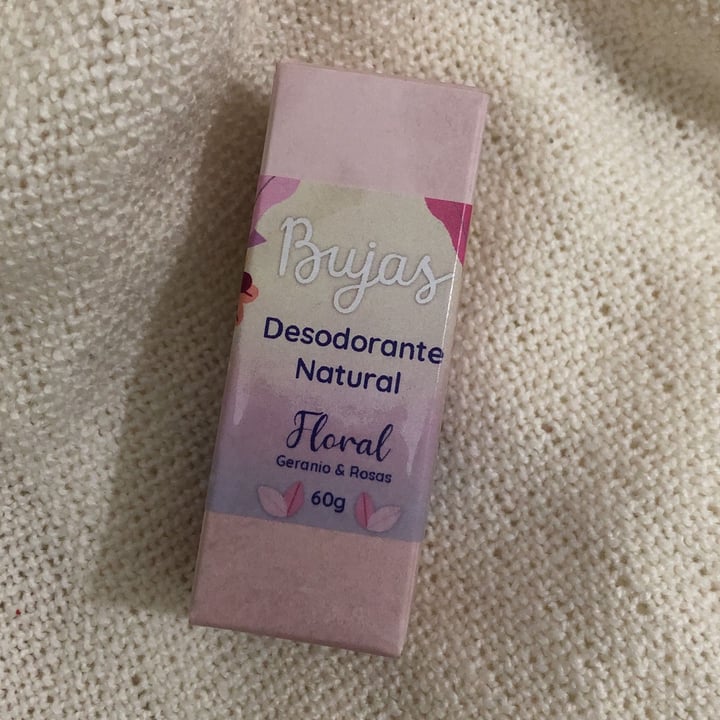 Bujas
Desodorante
Natural
Floral
Geranio & Rosas
60g